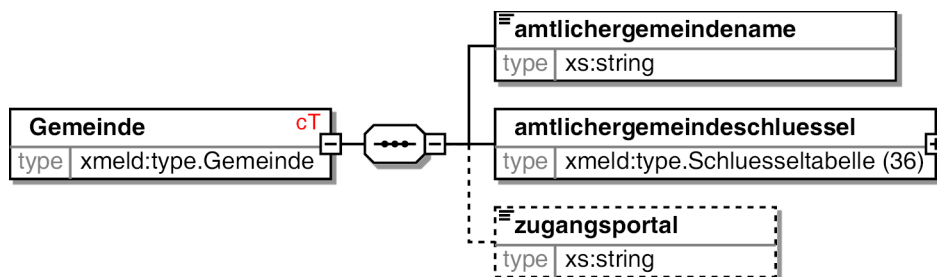 amtlichergemeindename
type xs:string
Gemeinde cT
type xmeld:type.Gemeinde
amtlichergemeindeschluessel
type xmeld:type.Schluesseltabelle (36)
zugangsportal
type xs:string